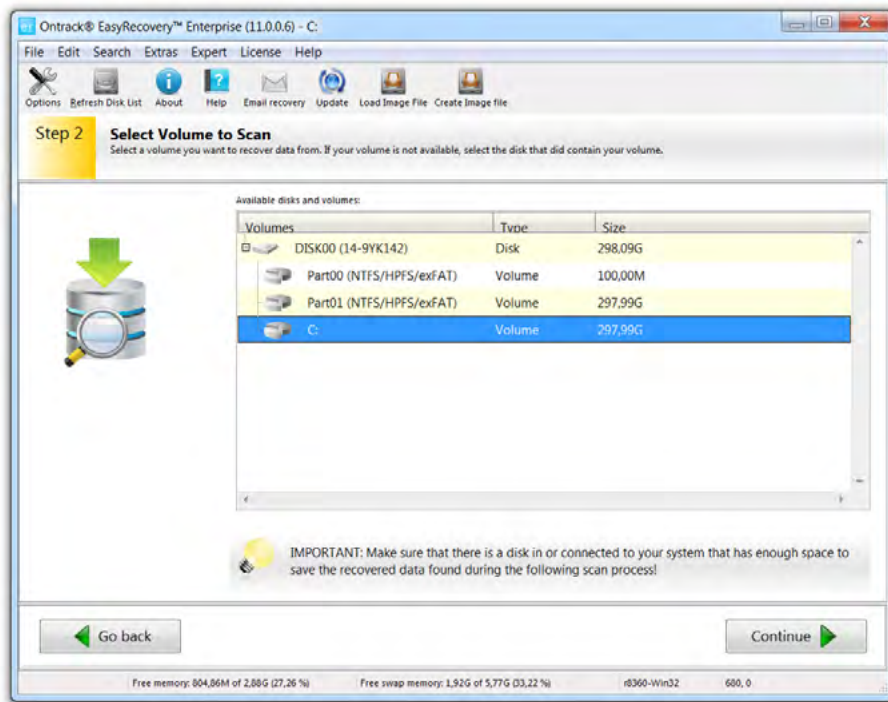 Ontrack® EasyRecovery™ Enterprise (11.0.0.6) - C:
File Edit Search Extras Expert License Help
Options Refresh Disk List About Help Email recovery Update Load Image File Create Image file
Step 2
Select Volume to Scan
Select a volume you want to recover data from. If your volume is not available, select the disk that did contain your volume.
Available disks and volumes:
Volumes Type Size
DISK00 (14-9YK142) Disk 298,09G
Part00 (NTFS/HPFS/exFAT) Volume 100,00M
Part01 (NTFS/HPFS/exFAT) Volume 297,99G
C: Volume 297,99G
IMPORTANT: Make sure that there is a disk in or connected to your system that has enough space to
save the recovered data found during the following scan process!
Go back
Continue
Free memory: 804,86M of 2,88G (27,26 %) Free swap memory: 1,92G of 5,77G (33,22 %) r8360-Win32 680, 0